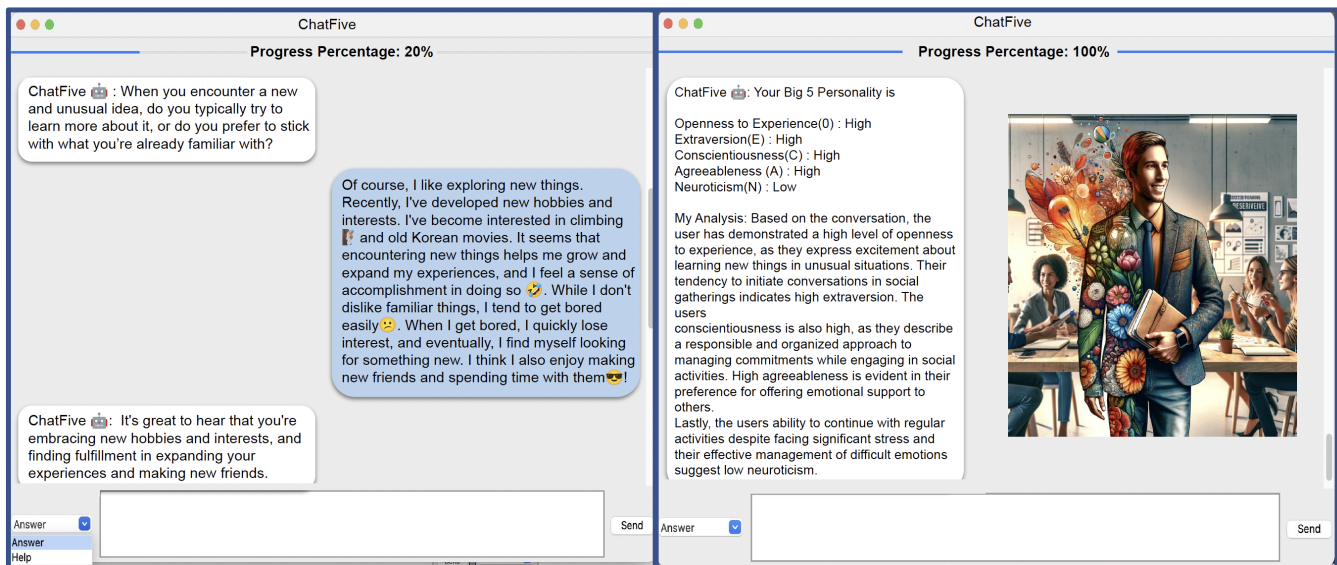 ChatFive
Progress Percentage: 20%
ChatFive 🤖 : When you encounter a new
and unusual idea, do you typically try to
learn more about it, or do you prefer to stick
with what you're already familiar with?
Of course, I like exploring new things.
Recently, I've developed new hobbies and
interests. I've become interested in climbing
🧗 and old Korean movies. It seems that
encountering new things helps me grow and
expand my experiences, and I feel a sense of
accomplishment in doing so 🤣. While I don't
dislike familiar things, I tend to get bored
easily😕. When I get bored, I quickly lose
interest, and eventually, I find myself looking
for something new. I think I also enjoy making
new friends and spending time with them😎!
ChatFive 🤖: It's great to hear that you're
embracing new hobbies and interests, and
finding fulfillment in expanding your
experiences and making new friends.
Answer
Send
Answer
Help
ChatFive
Progress Percentage: 100%
ChatFive 🤖: Your Big 5 Personality is
Openness to Experience(0) : High
Extraversion(E) : High
Conscientiousness(C) : High
Agreeableness (A) : High
Neuroticism(N) : Low
My Analysis: Based on the conversation, the
user has demonstrated a high level of openness
to experience, as they express excitement about
learning new things in unusual situations. Their
tendency to initiate conversations in social
gatherings indicates high extraversion. The
users
conscientiousness is also high, as they describe
a responsible and organized approach to
managing commitments while engaging in social
activities. High agreeableness is evident in their
preference for offering emotional support to
others.
Lastly, the users ability to continue with regular
activities despite facing significant stress and
their effective management of difficult emotions
suggest low neuroticism.
Answer
Send